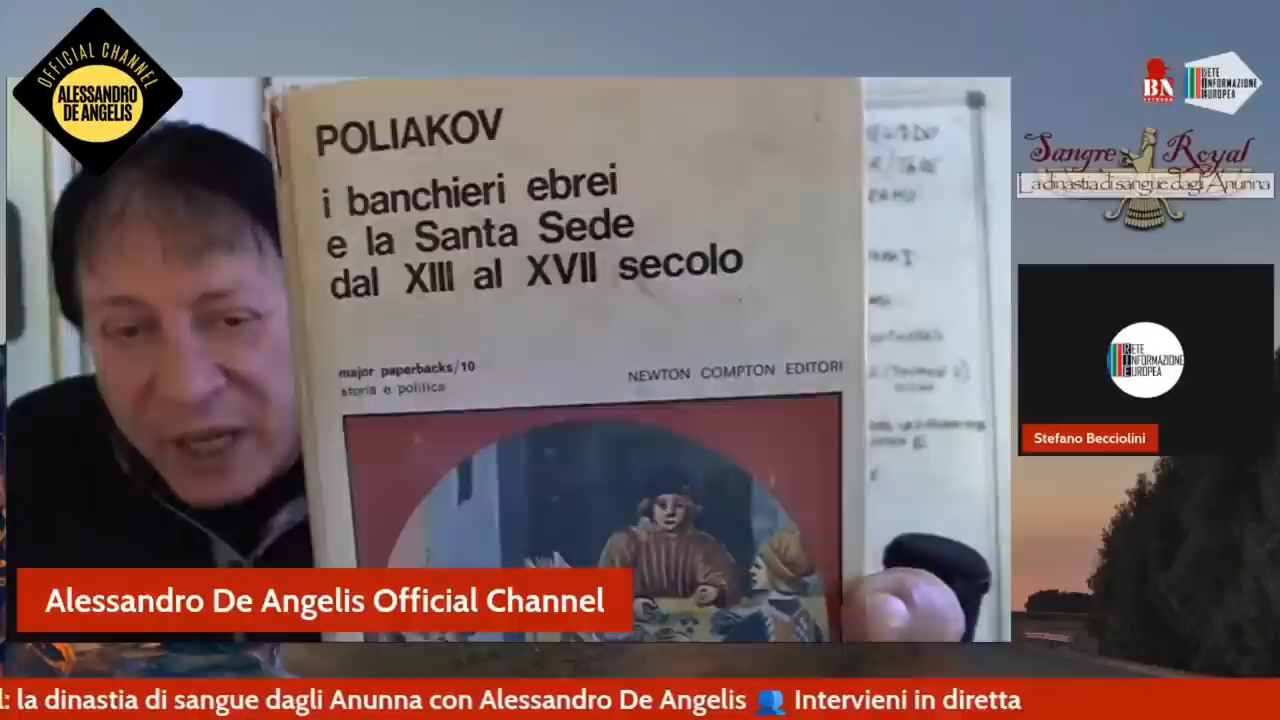 OFFICIAL CHANNEL
ALESSANDRO
DE ANGELIS
POLIAKOV
i banchieri ebrei
e la Santa Sede
dal XIII al XVII secolo
major paperbacks/10
storia e politica
NEWTON COMPTON EDITORI
BN
NETWORK
RETE
INFORMAZIONE
EUROPEA
Sangre Royal
La dinastia di sangue dagli Anunna
RETE
INFORMAZIONE
EUROPEA
Stefano Becciolini
Alessandro De Angelis Official Channel
: la dinastia di sangue dagli Anunna con Alessandro De Angelis 👥 Intervieni in diretta